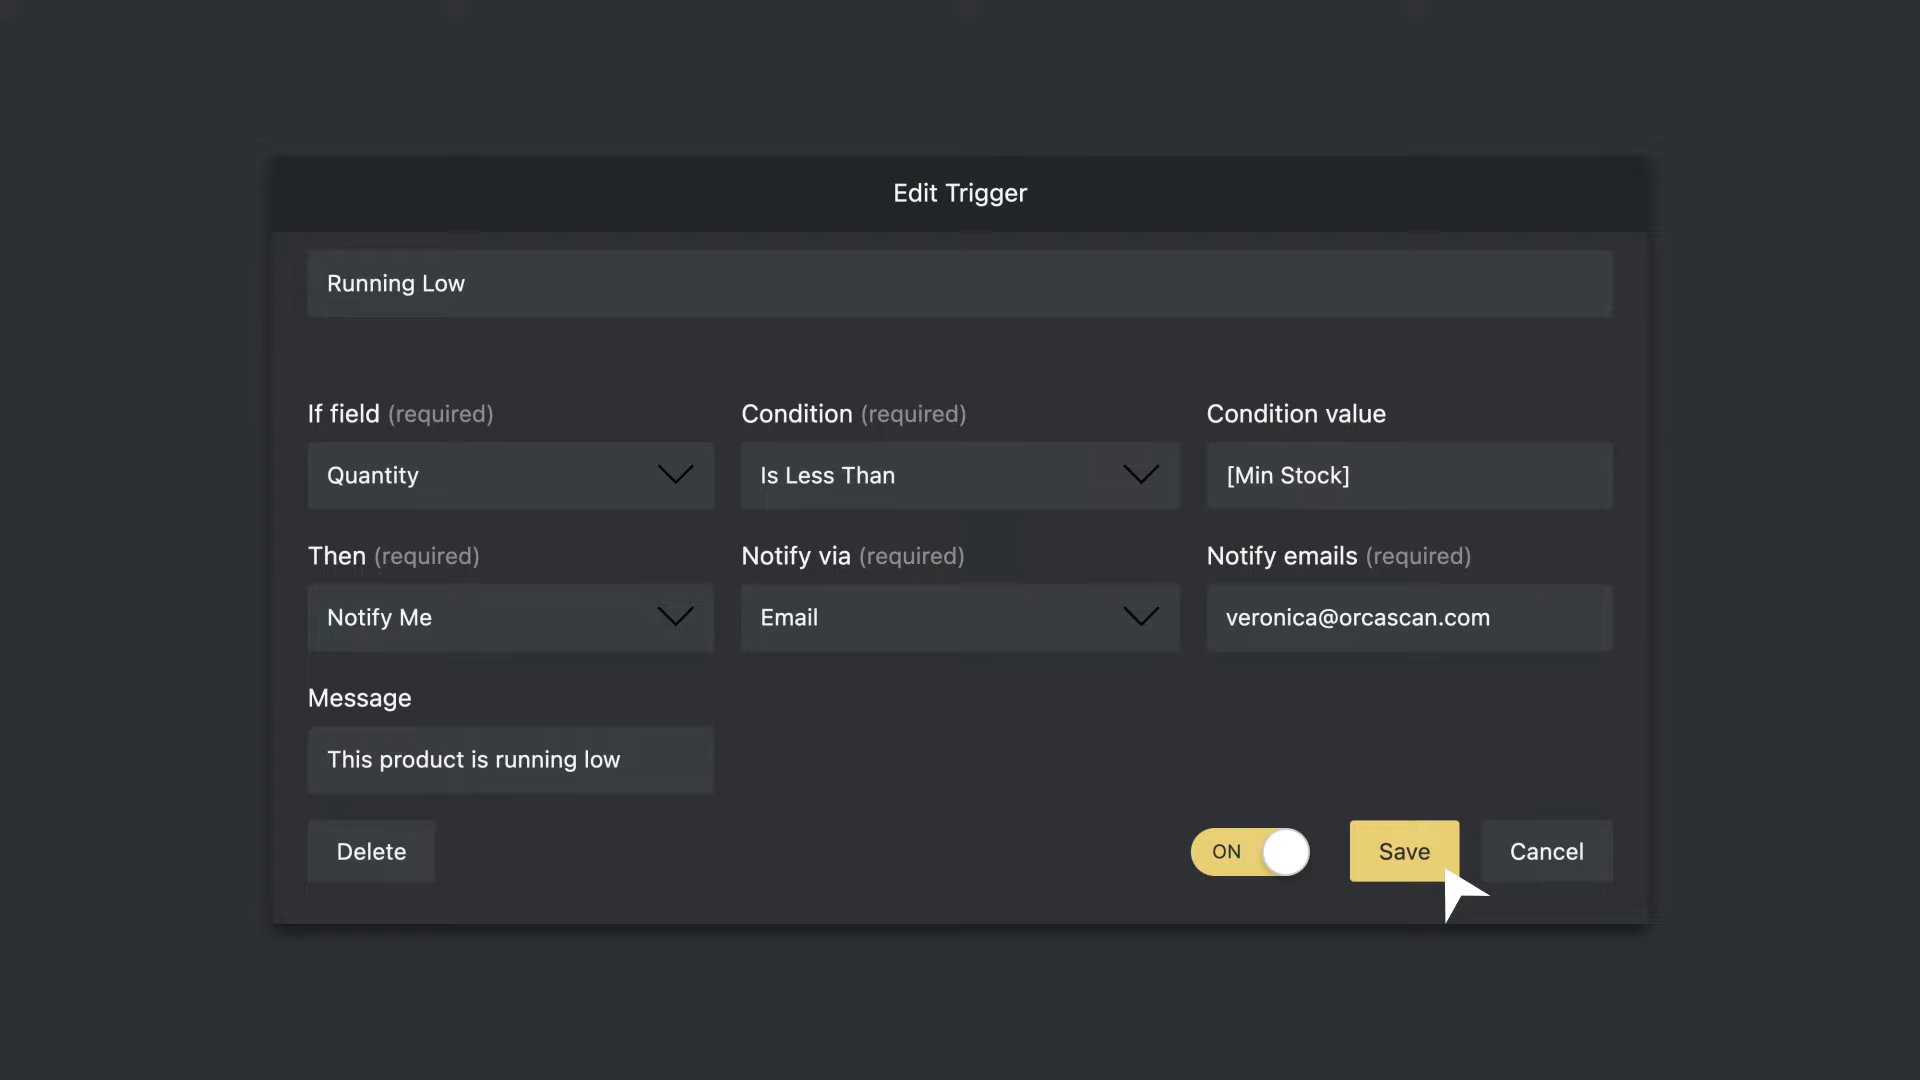 Edit Trigger
Running Low
If field (required)
Condition (required)
Condition value
Quantity
Is Less Than
[Min Stock]
Then (required)
Notify via (required)
Notify emails (required)
Notify Me
Email
veronica@orcascan.com
Message
This product is running low
Delete
ON
Save
Cancel